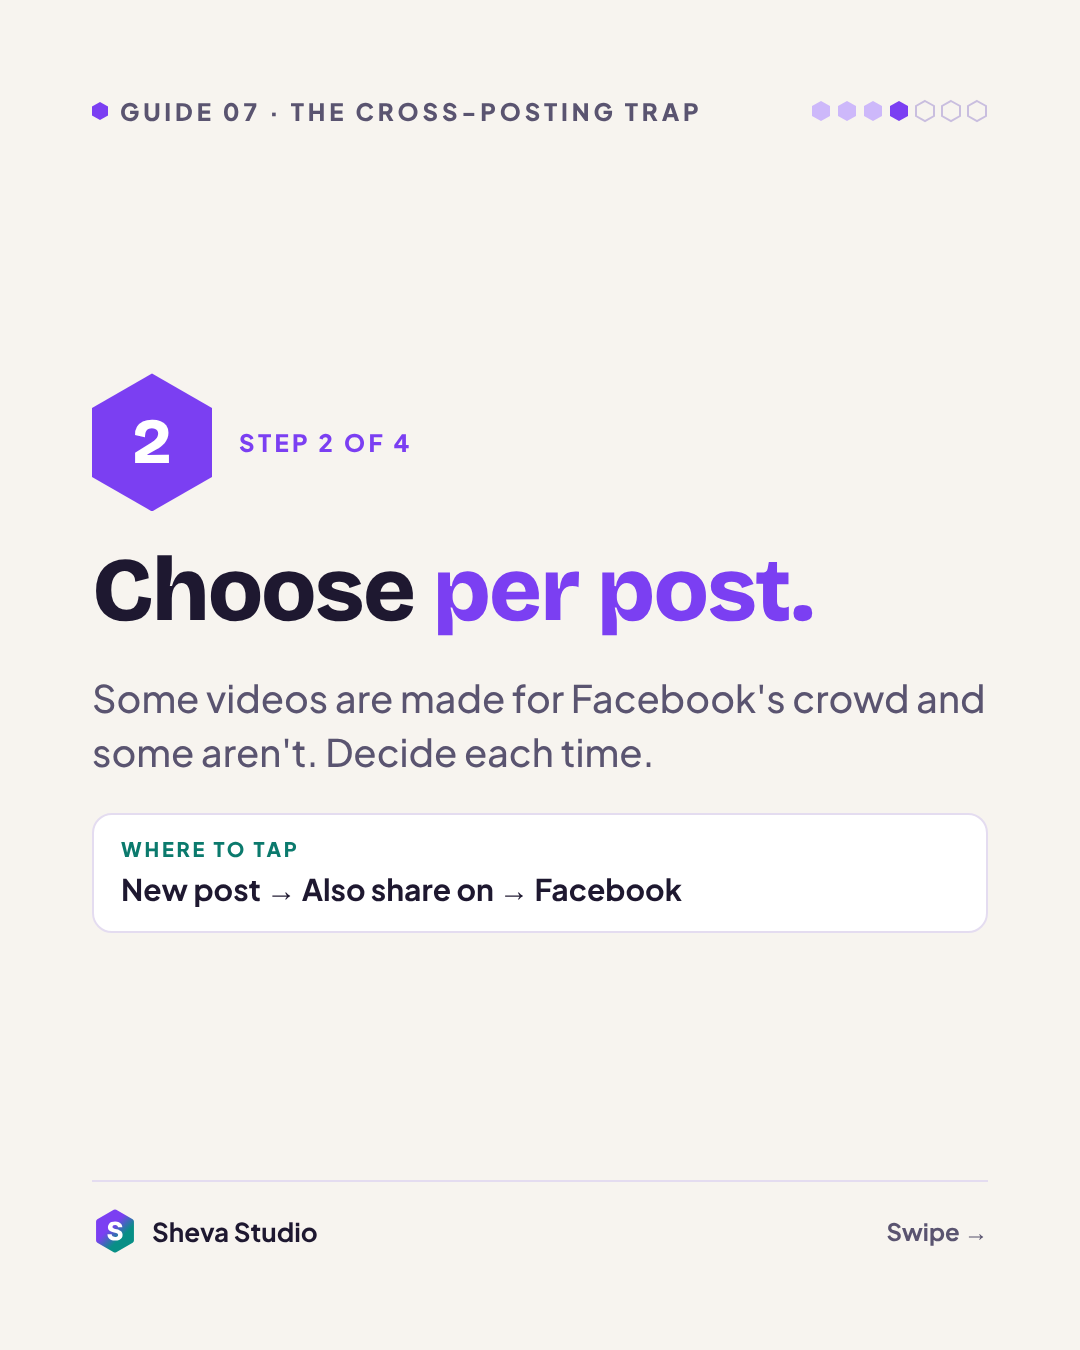 GUIDE 07 · THE CROSS-POSTING TRAP
2
STEP 2 OF 4
Choose per post.
Some videos are made for Facebook's crowd and
some aren't. Decide each time.
WHERE TO TAP
New post → Also share on → Facebook
S Sheva Studio
Swipe →